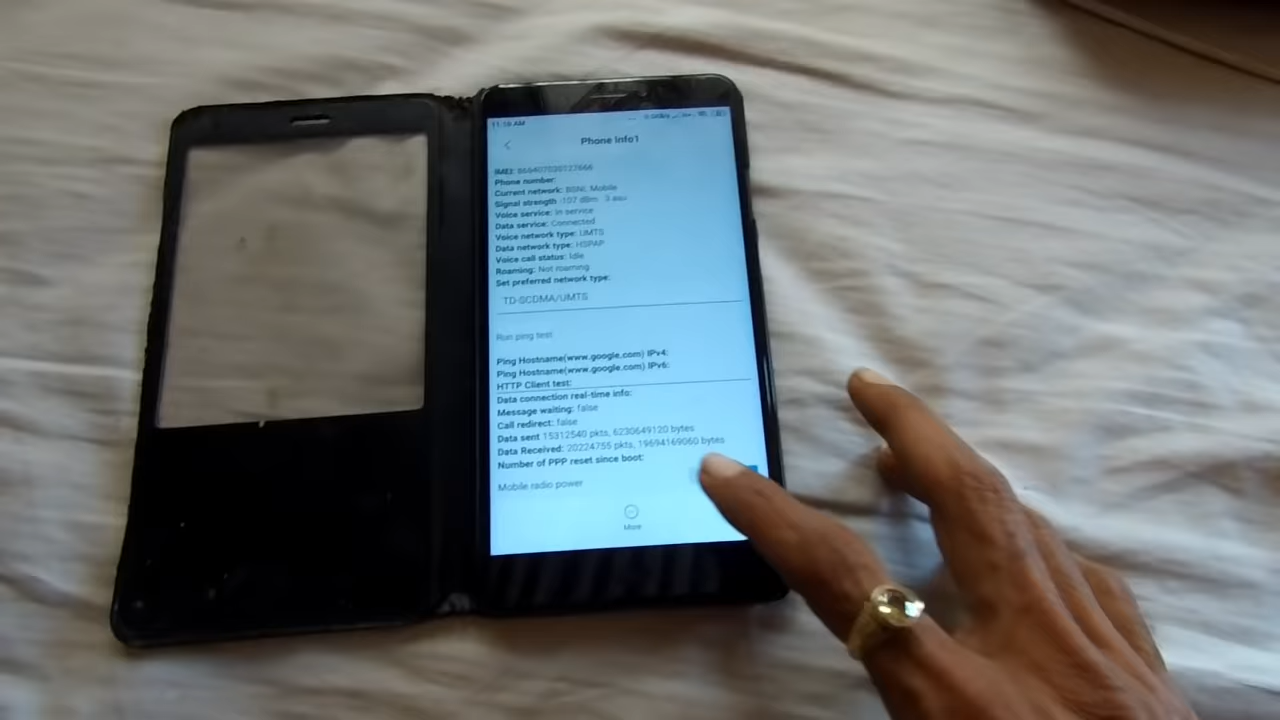 11:19 AM
Phone info1
IMEI:
Phone number:
Current network: BSNL Mobile
Signal strength -107 dBm 3 asu
Voice service: In service
Data service: Connected
Voice network type: UMTS
Data network type: HSPAP
Voice call status: Idle
Roaming: Not roaming
Set preferred network type:
TD-SCDMA/UMTS
Run ping test
Ping Hostname(www.google.com) IPv4:
Ping Hostname(www.google.com) IPv6:
HTTP Client test:
Data connection real-time info:
Message waiting: false
Call redirect: false
Data sent 15312540 pkts, 6230649120 bytes
Data Received: 20224755 pkts, 19694169060 bytes
Number of PPP reset since boot:
Mobile radio power
More